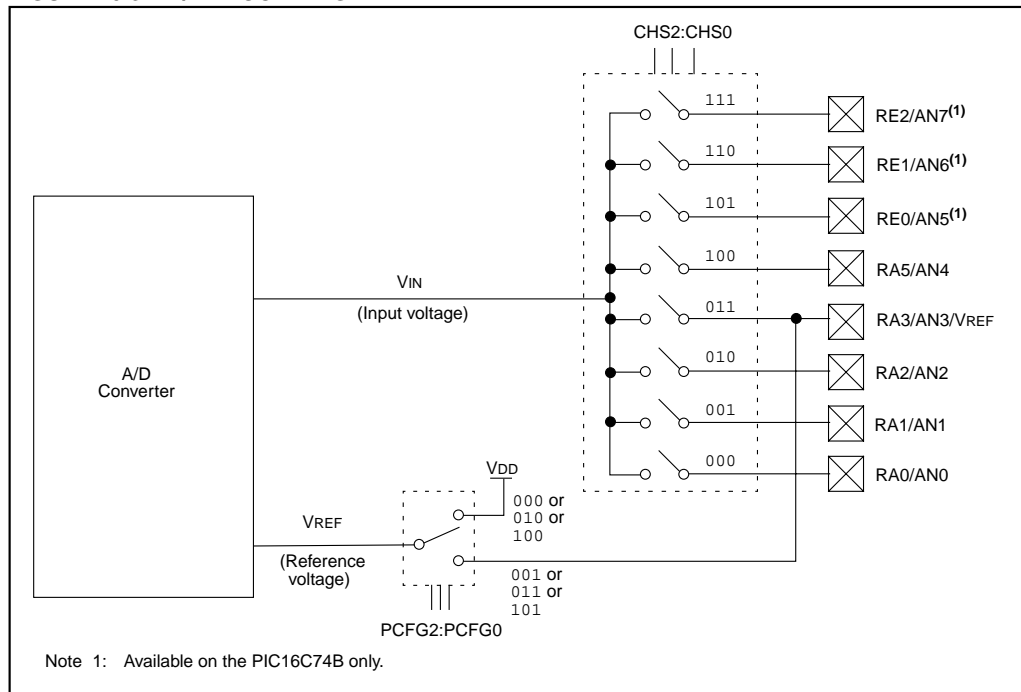 CHS2:CHS0
111
RE2/AN7(1)
110
RE1/AN6(1)
101
RE0/AN5(1)
100
RA5/AN4
VIN
(Input voltage)
011
RA3/AN3/VREF
010
RA2/AN2
A/D
Converter
001
RA1/AN1
000
RA0/AN0
VDD
000 or
010 or
100
VREF
(Reference
voltage)
001 or
011 or
101
PCFG2:PCFG0
Note 1: Available on the PIC16C74B only.